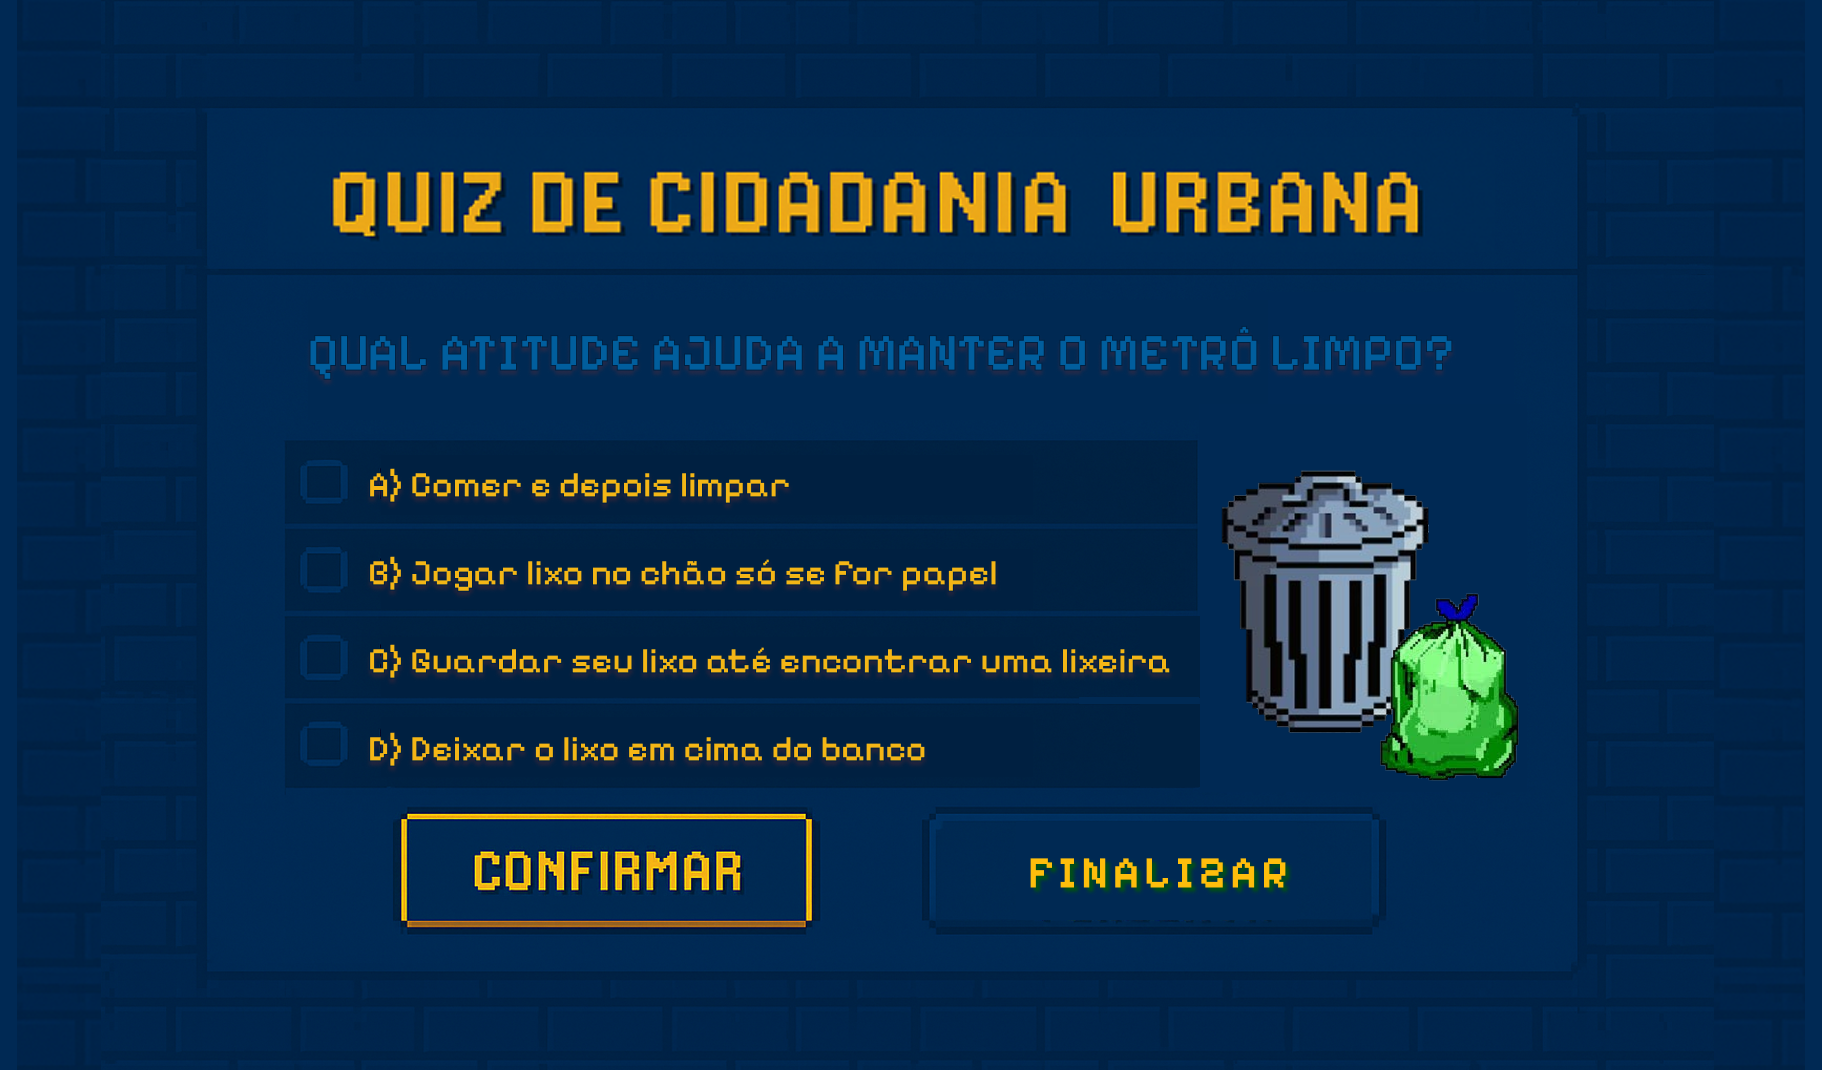 QUIZ DE CIDADANIA URBANA
QUAL ATITUDE AJUDA A MANTER O METRÔ LIMPO?
A) Comer e depois limpar
B) Jogar lixo no chão só se for papel
C) Guardar seu lixo até encontrar uma lixeira
D) Deixar o lixo em cima do banco
CONFIRMAR
FINALIZAR